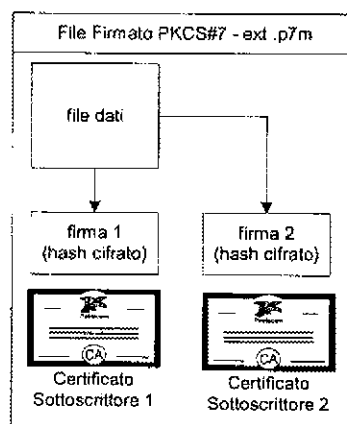 File Firmato PKCS#7 - ext .p7m
file dati
firma 1
(hash cifrato)
firma 2
(hash cifrato)
CA
CA
Certificato
Sottoscrittore 1
Certificato
Sottoscrittore 2